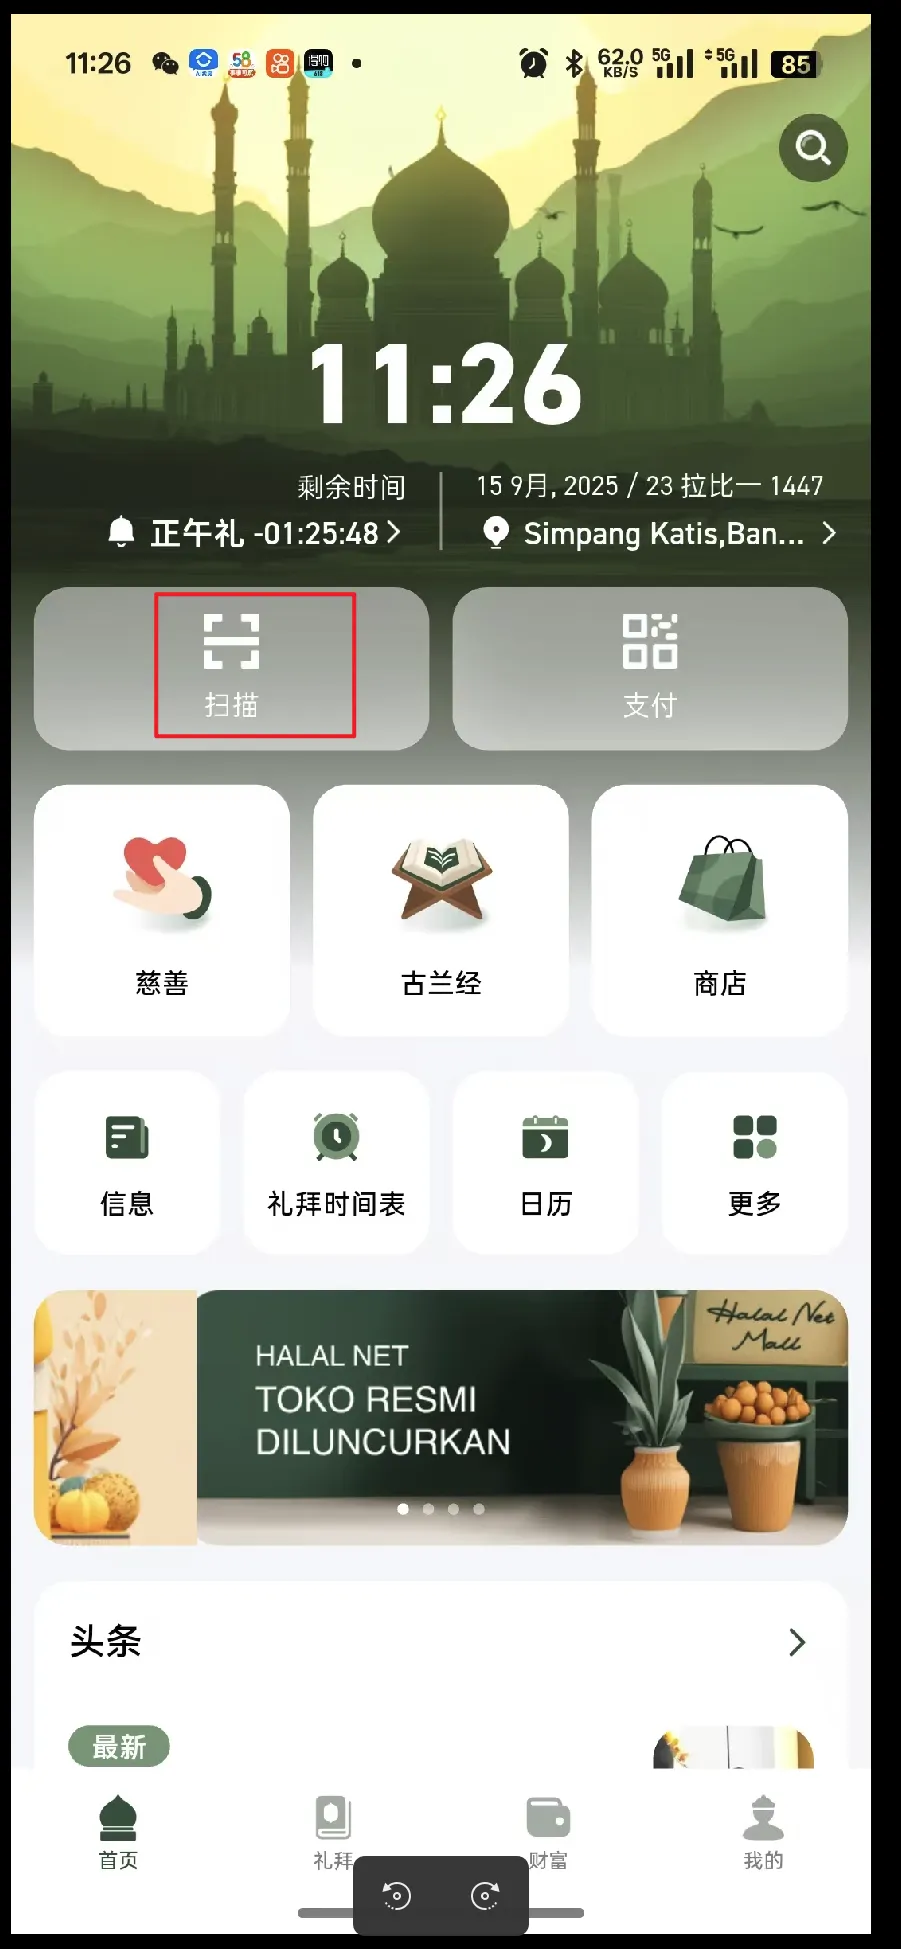 11:26
62.0
KB/S
5G
5G
85
11:26
剩余时间
15 9月, 2025 / 23 拉比一 1447
正午礼 -01:25:48
Simpang Katis,Ban...
扫描
支付
慈善
古兰经
商店
信息
礼拜时间表
日历
更多
HALAL NET
TOKO RESMI
DILUNCURKAN
Halal Net
Mall
头条
最新
首页
礼拜
财富
我的